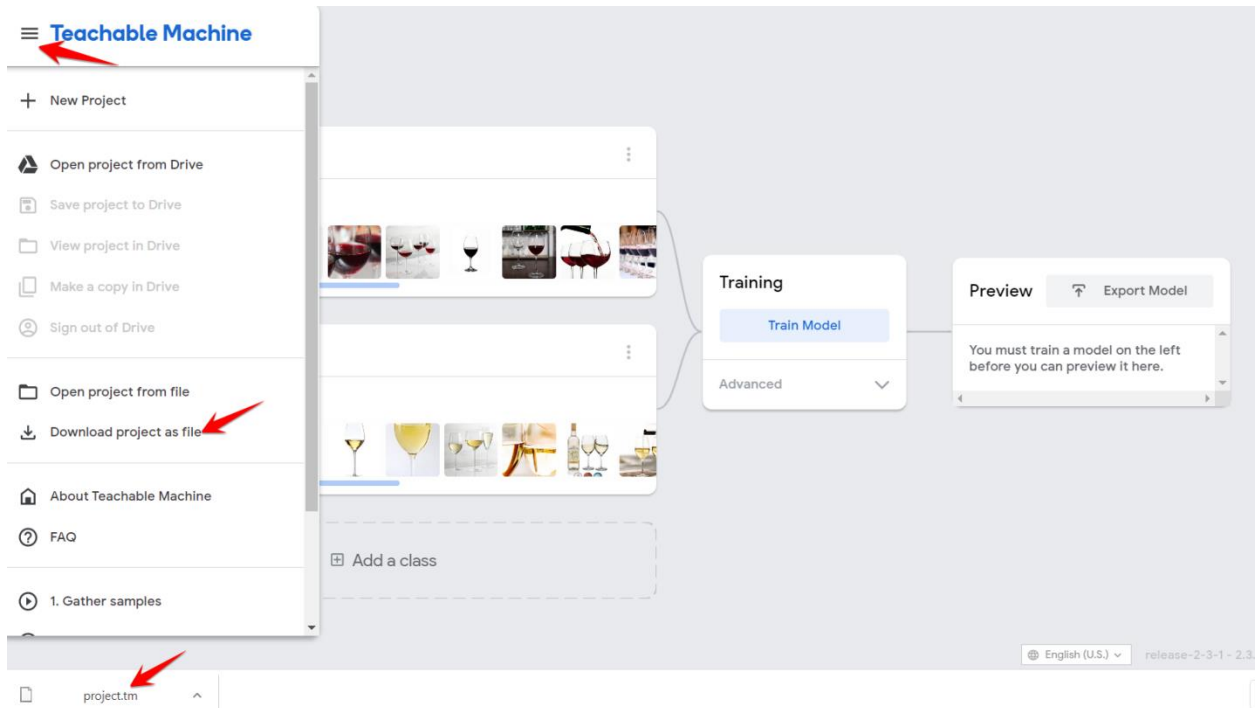 Teachable Machine
New Project
Open project from Drive
Save project to Drive
View project in Drive
Make a copy in Drive
Sign out of Drive
Open project from file
Download project as file
About Teachable Machine
FAQ
1. Gather samples
Add a class
Training
Train Model
Advanced
Preview
Export Model
You must train a model on the left
before you can preview it here.
English (U.S.)
release-2-3-1 - 2.3.
project.tm